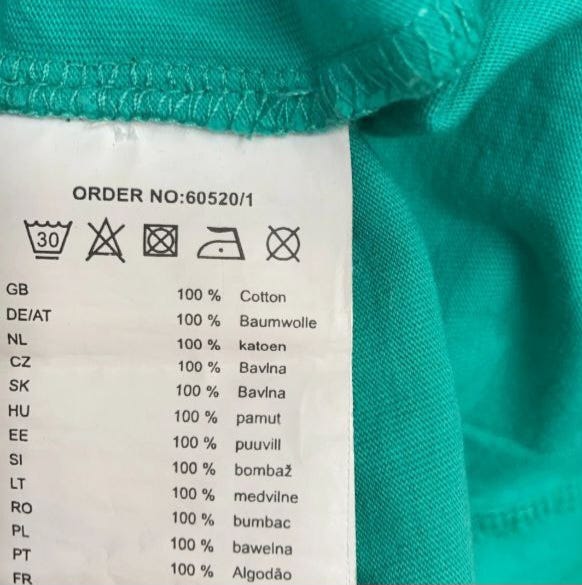 ORDER NO:60520/1
30
GB 100 % Cotton
DE/AT 100 % Baumwolle
NL 100 % katoen
CZ 100 % Bavlna
SK 100 % Bavlna
HU 100 % pamut
EE 100 % puuvill
SI 100 % bombaž
LT 100 % medvilne
RO 100 % bumbac
PL 100 % bawelna
PT 100 % Algodão
FR